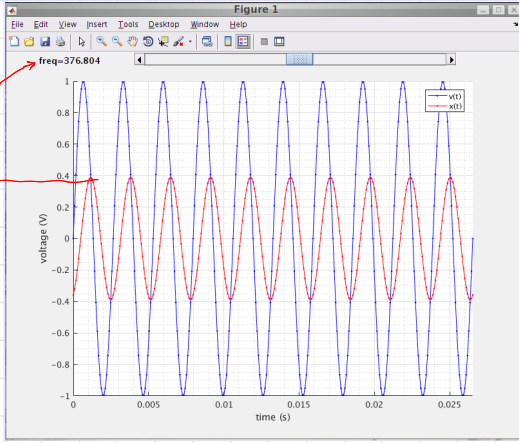 Figure 1
File Edit View Insert Tools Desktop Window Help
freq=376.804
v(t)
x(t)
1
0.8
0.6
0.4
0.2
0
−0.2
−0.4
−0.6
−0.8
−1
voltage (V)
0 0.005 0.01 0.015 0.02 0.025
time (s)